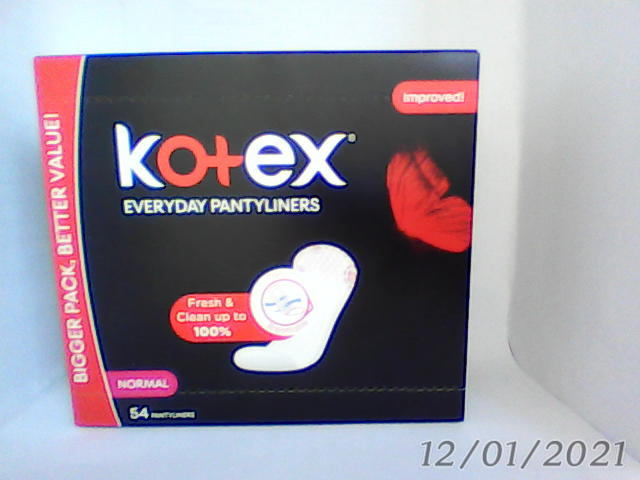 BIGGER PACK, BETTER VALUE!
Improved!
kotex®
EVERYDAY PANTYLINERS
Fresh &
Clean up to
100%
NORMAL
54 PANTYLINERS
12/01/2021